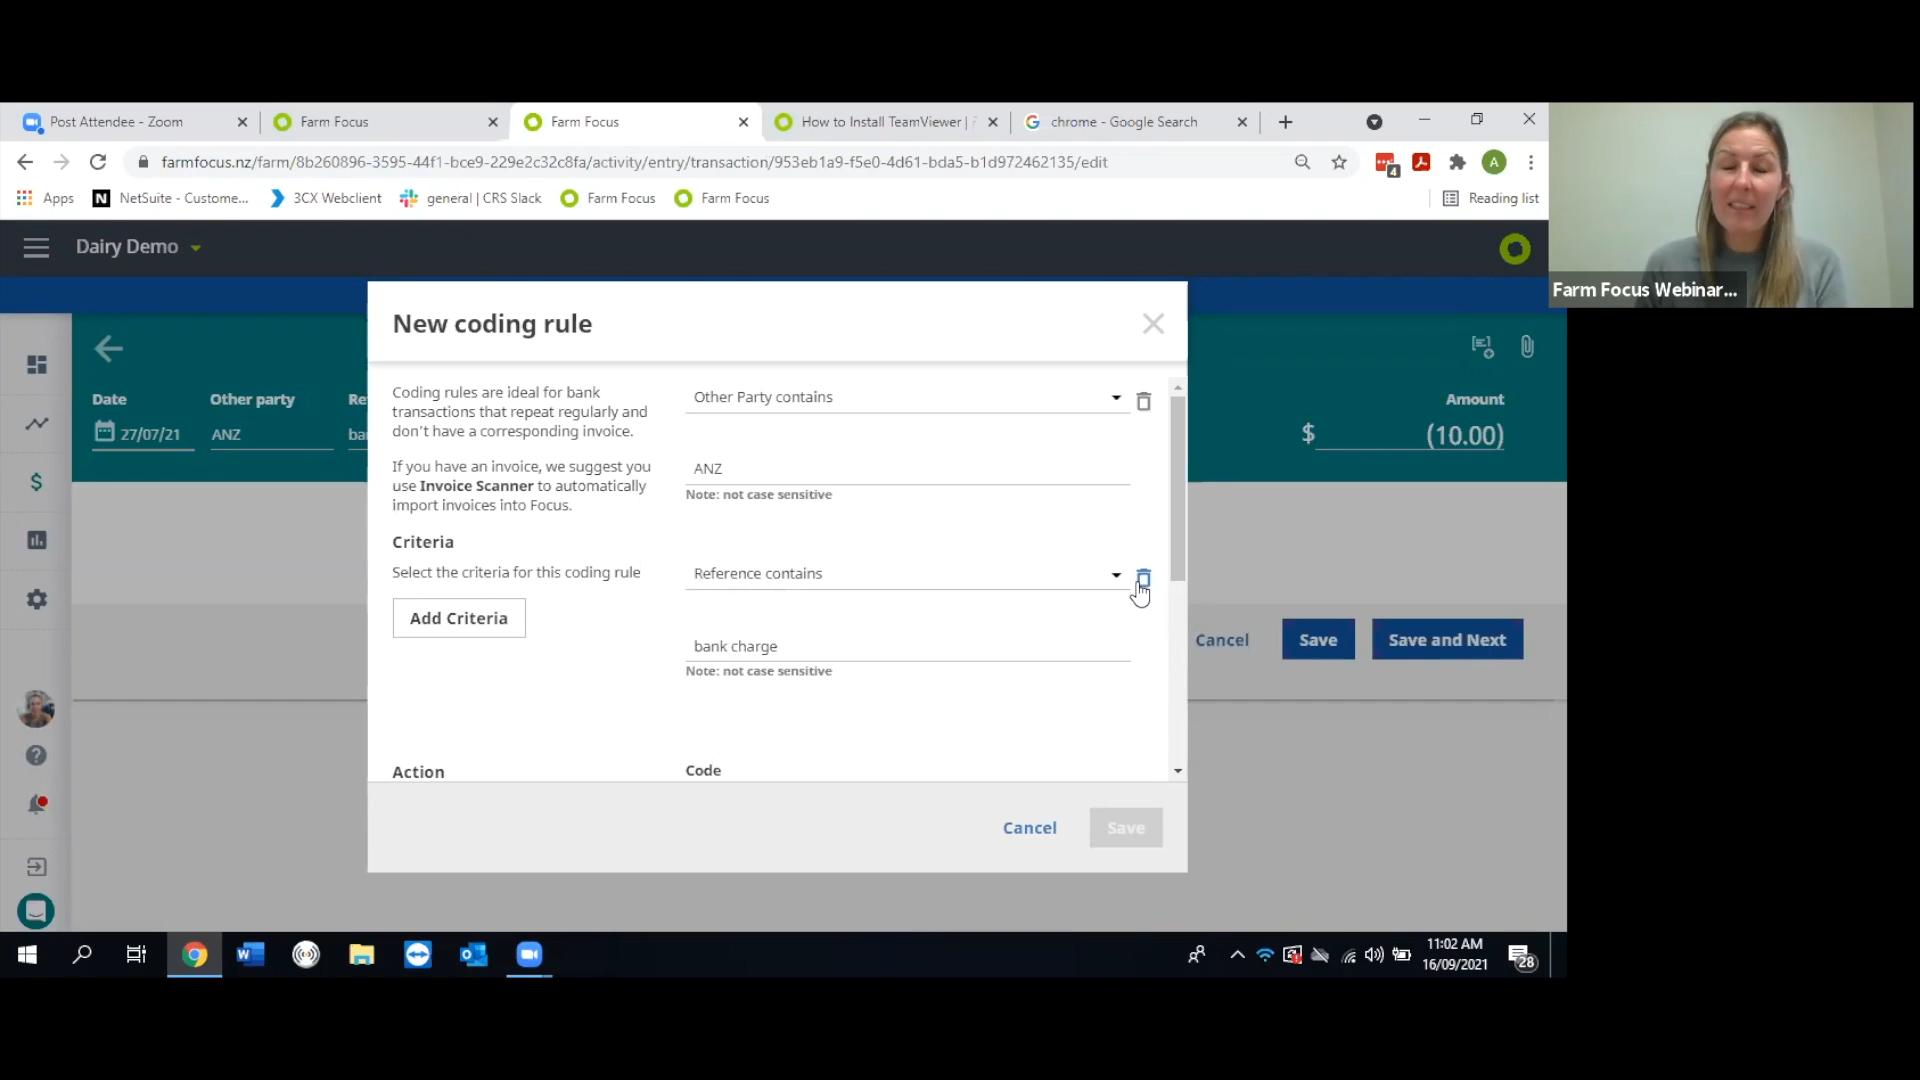 Post Attendee - Zoom
Farm Focus
Farm Focus
How to Install TeamViewer |
chrome - Google Search
farmfocus.nz/farm/8b260896-3595-44f1-bce9-229e2c32c8fa/activity/entry/transaction/953eb1a9-f5e0-4d61-bda5-b1d972462135/edit
4
A
Apps
NetSuite - Custome...
3CX Webclient
general | CRS Slack
Farm Focus
Farm Focus
Reading list
Dairy Demo
Farm Focus Webinar...
New coding rule
Coding rules are ideal for bank
transactions that repeat regularly and
don't have a corresponding invoice.
If you have an invoice, we suggest you
use Invoice Scanner to automatically
import invoices into Focus.
Criteria
Select the criteria for this coding rule
Add Criteria
Other Party contains
ANZ
Note: not case sensitive
Reference contains
bank charge
Note: not case sensitive
Action
Code
Cancel
Save
Date
Other party
Re
27/07/21
ANZ
ba
Amount
$
(10.00)
Cancel
Save
Save and Next
11:02 AM
16/09/2021
28